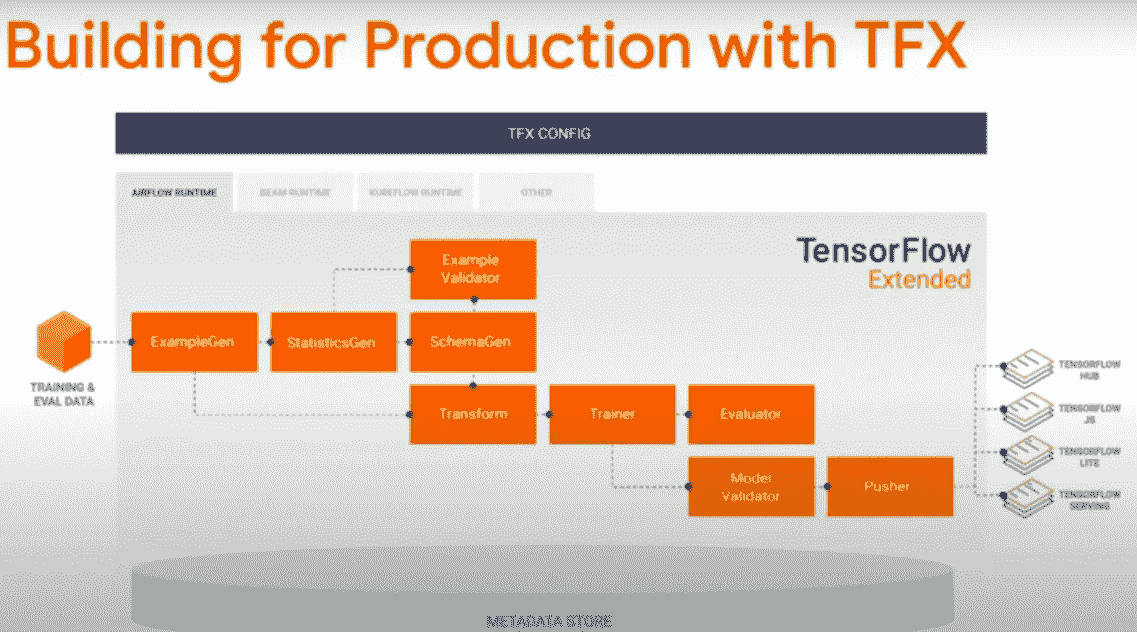 Building for Production with TFX
TFX CONFIG
AIRFLOW RUNTIME
BEAM RUNTIME
KUBEFLOW RUNTIME
OTHER
TensorFlow
Extended
Example
Validator
ExampleGen
StatisticsGen
SchemaGen
TRAINING &
EVAL DATA
Transform
Trainer
Evaluator
Model
Validator
Pusher
TENSORFLOW
HUB
TENSORFLOW
JS
TENSORFLOW
LITE
TENSORFLOW
SERVING
METADATA STORE